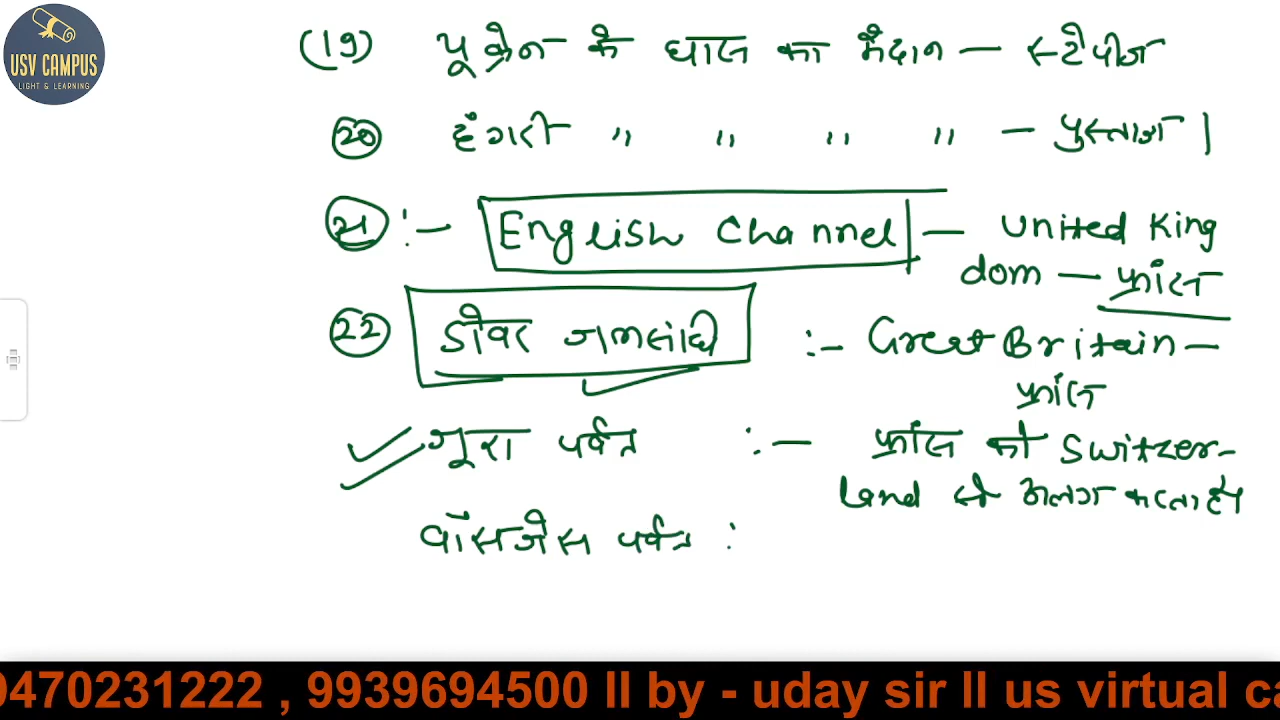 USV CAMPUS
LIGHT & LEARNING
(19) यूक्रेन के घास का मैदान — स्टेपीज
20 हंगरी " " " " — पुस्ताज |
21 :- English Channel — United King
dom — फ्रांस
22 डोवर जलसंधि :- Great Britain —
फ्रांस
जूरा पर्वत :- फ्रांस को Switzer-
land से अलग करता है।
वॉसजेस पर्वत :
9470231222 , 9939694500 ll by - uday sir ll us virtual ca